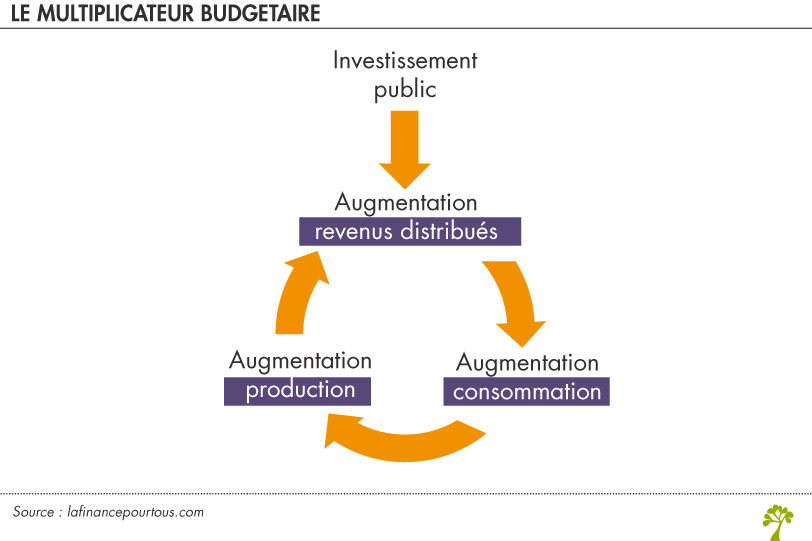 LE MULTIPLICATEUR BUDGETAIRE
Investissement
public
Augmentation
revenus distribués
Augmentation
production
Augmentation
consommation
Source : lafinancepourtous.com